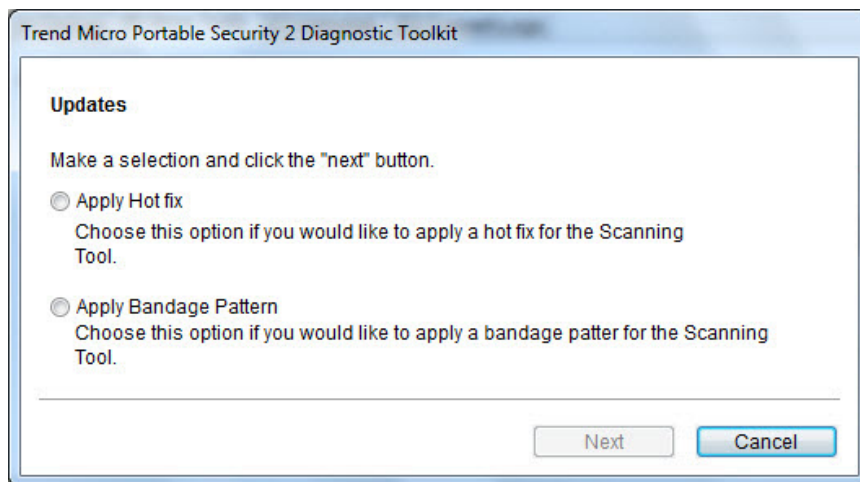 Trend Micro Portable Security 2 Diagnostic Toolkit
Updates
Make a selection and click the "next" button.
Apply Hot fix
Choose this option if you would like to apply a hot fix for the Scanning
Tool.
Apply Bandage Pattern
Choose this option if you would like to apply a bandage patter for the Scanning
Tool.
Next
Cancel